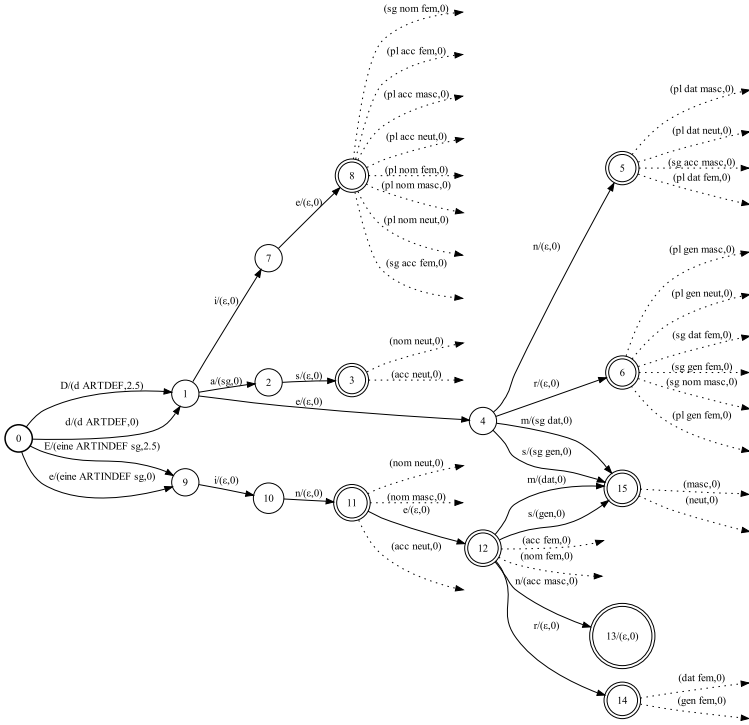 (sg nom fem,0)
(pl acc fem,0)
(pl acc masc,0)
(pl acc neut,0)
(pl nom fem,0)
(pl nom masc,0)
(pl nom neut,0)
(sg acc fem,0)
8
e/(ε,0)
7
i/(ε,0)
(pl dat masc,0)
(pl dat neut,0)
(sg acc masc,0)
(pl dat fem,0)
5
n/(ε,0)
(pl gen masc,0)
(pl gen neut,0)
(sg dat fem,0)
(sg gen fem,0)
(sg nom masc,0)
(pl gen fem,0)
6
r/(ε,0)
D/(d ARTDEF,2.5)
1
a/(sg,0)
2
s/(ε,0)
3
(nom neut,0)
(acc neut,0)
e/(ε,0)
4
m/(sg dat,0)
s/(sg gen,0)
d/(d ARTDEF,0)
0
E/(eine ARTINDEF sg,2.5)
e/(eine ARTINDEF sg,0)
9
i/(ε,0)
10
n/(ε,0)
11
(nom neut,0)
(nom masc,0)
e/(ε,0)
(acc neut,0)
m/(dat,0)
s/(gen,0)
15
(masc,0)
(neut,0)
12
(acc fem,0)
(nom fem,0)
n/(acc masc,0)
13/(ε,0)
r/(ε,0)
14
(dat fem,0)
(gen fem,0)